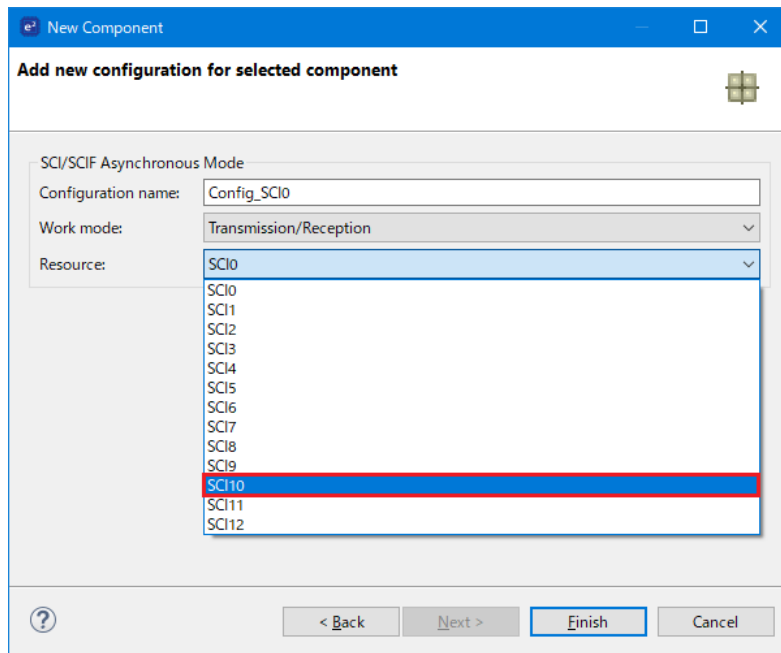 e² New Component
Add new configuration for selected component
SCI/SCIF Asynchronous Mode
Configuration name: Config_SCI0
Work mode: Transmission/Reception
Resource: SCI0
SCI0
SCI1
SCI2
SCI3
SCI4
SCI5
SCI6
SCI7
SCI8
SCI9
SCI10
SCI11
SCI12
? < Back Next > Finish Cancel